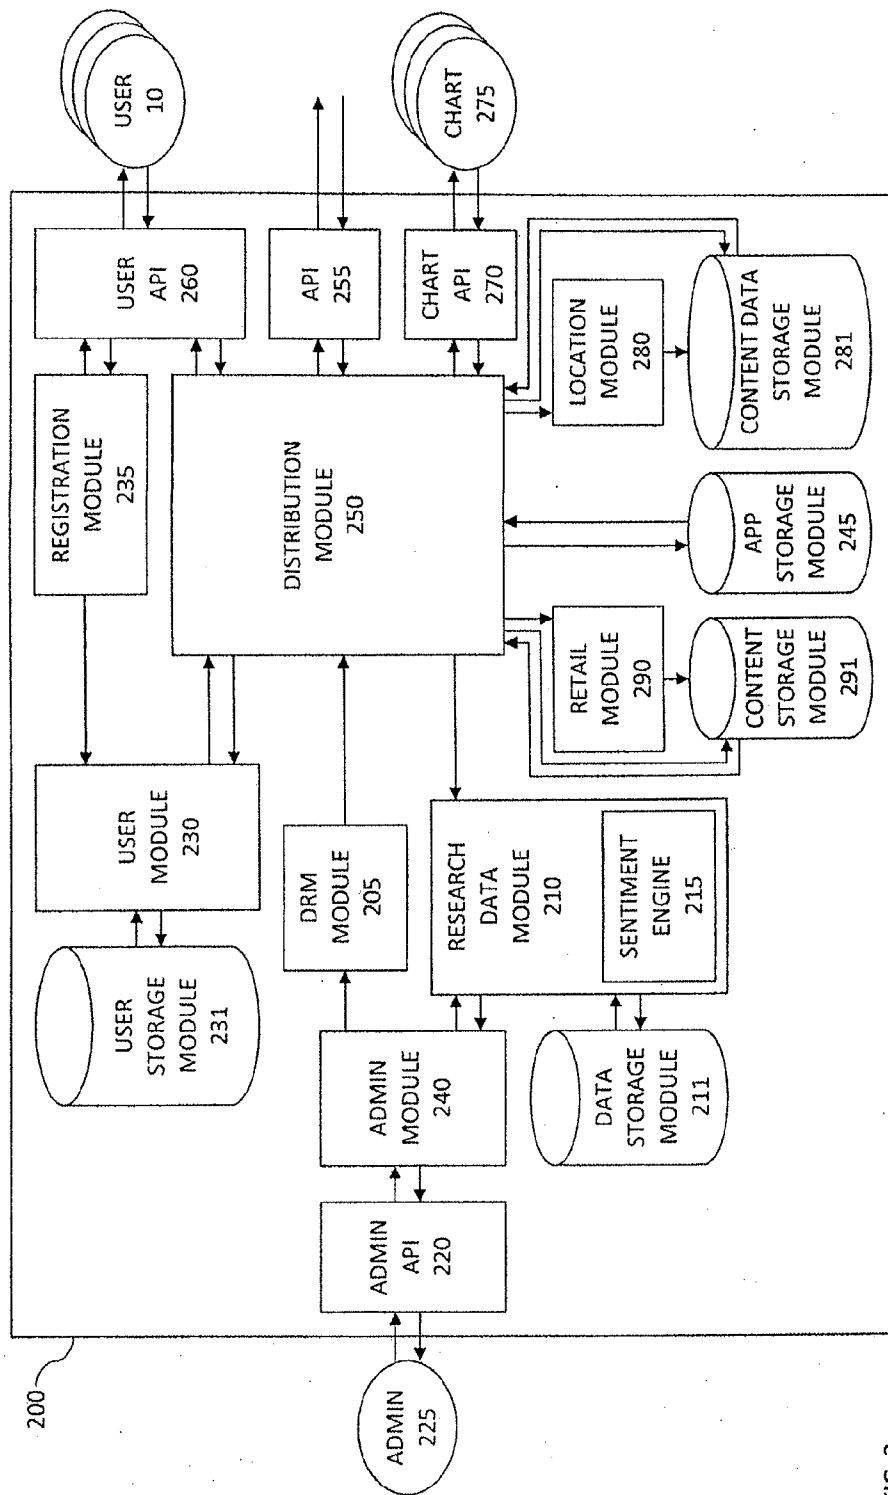 200
ADMIN
225
ADMIN
API
220
ADMIN
MODULE
240
USER
STORAGE
MODULE
231
USER
MODULE
230
REGISTRATION
MODULE
235
USER
API
260
USER
10
DRM
MODULE
205
DISTRIBUTION
MODULE
250
API
255
CHART
API
270
CHART
275
RESEARCH
DATA
MODULE
210
SENTIMENT
ENGINE
215
DATA
STORAGE
MODULE
211
RETAIL
MODULE
290
CONTENT
STORAGE
MODULE
291
APP
STORAGE
MODULE
245
LOCATION
MODULE
280
CONTENT DATA
STORAGE
MODULE
281